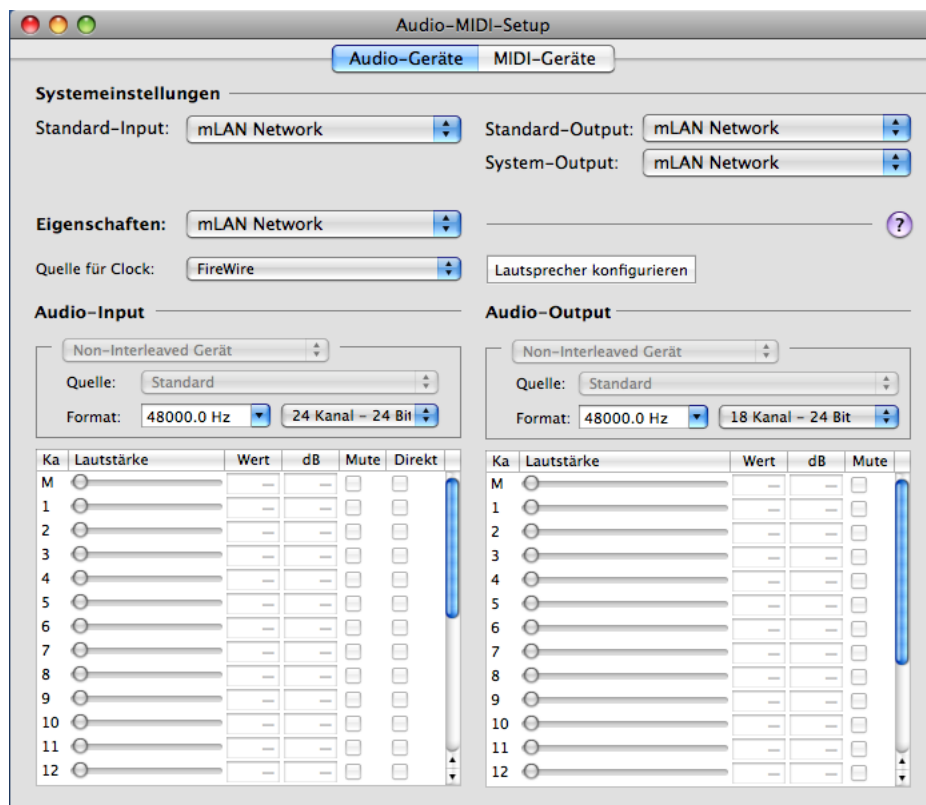 Audio-MIDI-Setup
Audio-Geräte MIDI-Geräte
Systemeinstellungen
Standard-Input: mLAN Network
Standard-Output: mLAN Network
System-Output: mLAN Network
Eigenschaften: mLAN Network ?
Quelle für Clock: FireWire
Lautsprecher konfigurieren
Audio-Input
Non-Interleaved Gerät
Quelle: Standard
Format: 48000.0 Hz 24 Kanal – 24 Bit
Ka Lautstärke Wert dB Mute Direkt
M — —
1 — —
2 — —
3 — —
4 — —
5 — —
6 — —
7 — —
8 — —
9 — —
10 — —
11 — —
12 — —
Audio-Output
Non-Interleaved Gerät
Quelle: Standard
Format: 48000.0 Hz 18 Kanal – 24 Bit
Ka Lautstärke Wert dB Mute
M — —
1 — —
2 — —
3 — —
4 — —
5 — —
6 — —
7 — —
8 — —
9 — —
10 — —
11 — —
12 — —